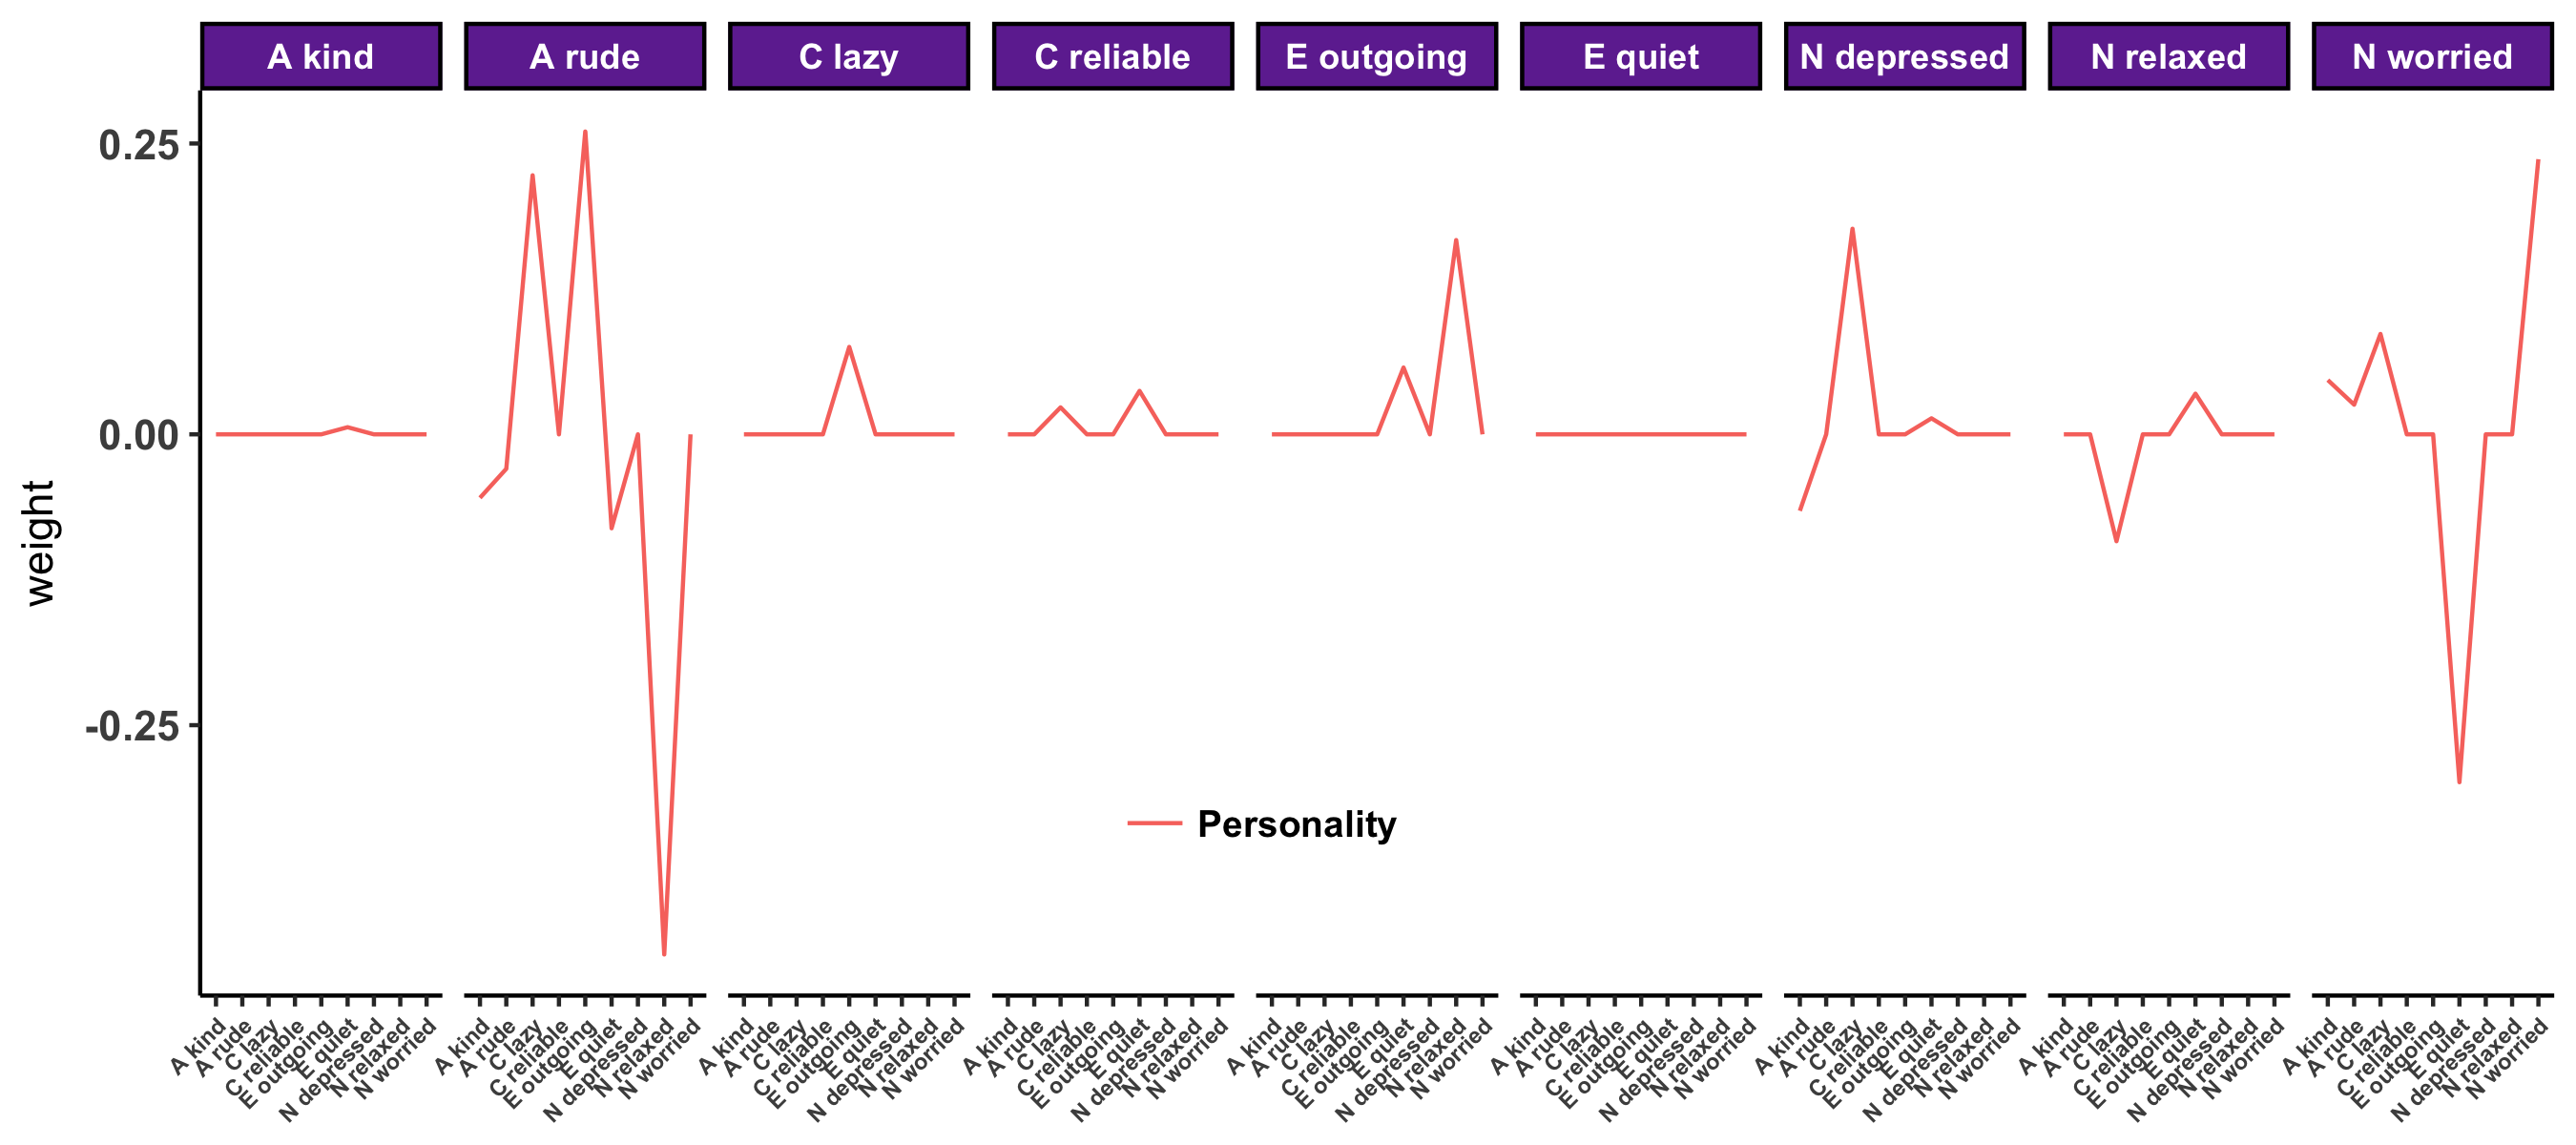 A kind
A rude
C lazy
C reliable
E outgoing
E quiet
N depressed
N relaxed
N worried
0.25
0.00
-0.25
weight
Personality
A kind
A rude
C lazy
C reliable
E outgoing
E quiet
N depressed
N relaxed
N worried
A kind
A rude
C lazy
C reliable
E outgoing
E quiet
N depressed
N relaxed
N worried
A kind
A rude
C lazy
C reliable
E outgoing
E quiet
N depressed
N relaxed
N worried
A kind
A rude
C lazy
C reliable
E outgoing
E quiet
N depressed
N relaxed
N worried
A kind
A rude
C lazy
C reliable
E outgoing
E quiet
N depressed
N relaxed
N worried
A kind
A rude
C lazy
C reliable
E outgoing
E quiet
N depressed
N relaxed
N worried
A kind
A rude
C lazy
C reliable
E outgoing
E quiet
N depressed
N relaxed
N worried
A kind
A rude
C lazy
C reliable
E outgoing
E quiet
N depressed
N relaxed
N worried
A kind
A rude
C lazy
C reliable
E outgoing
E quiet
N depressed
N relaxed
N worried